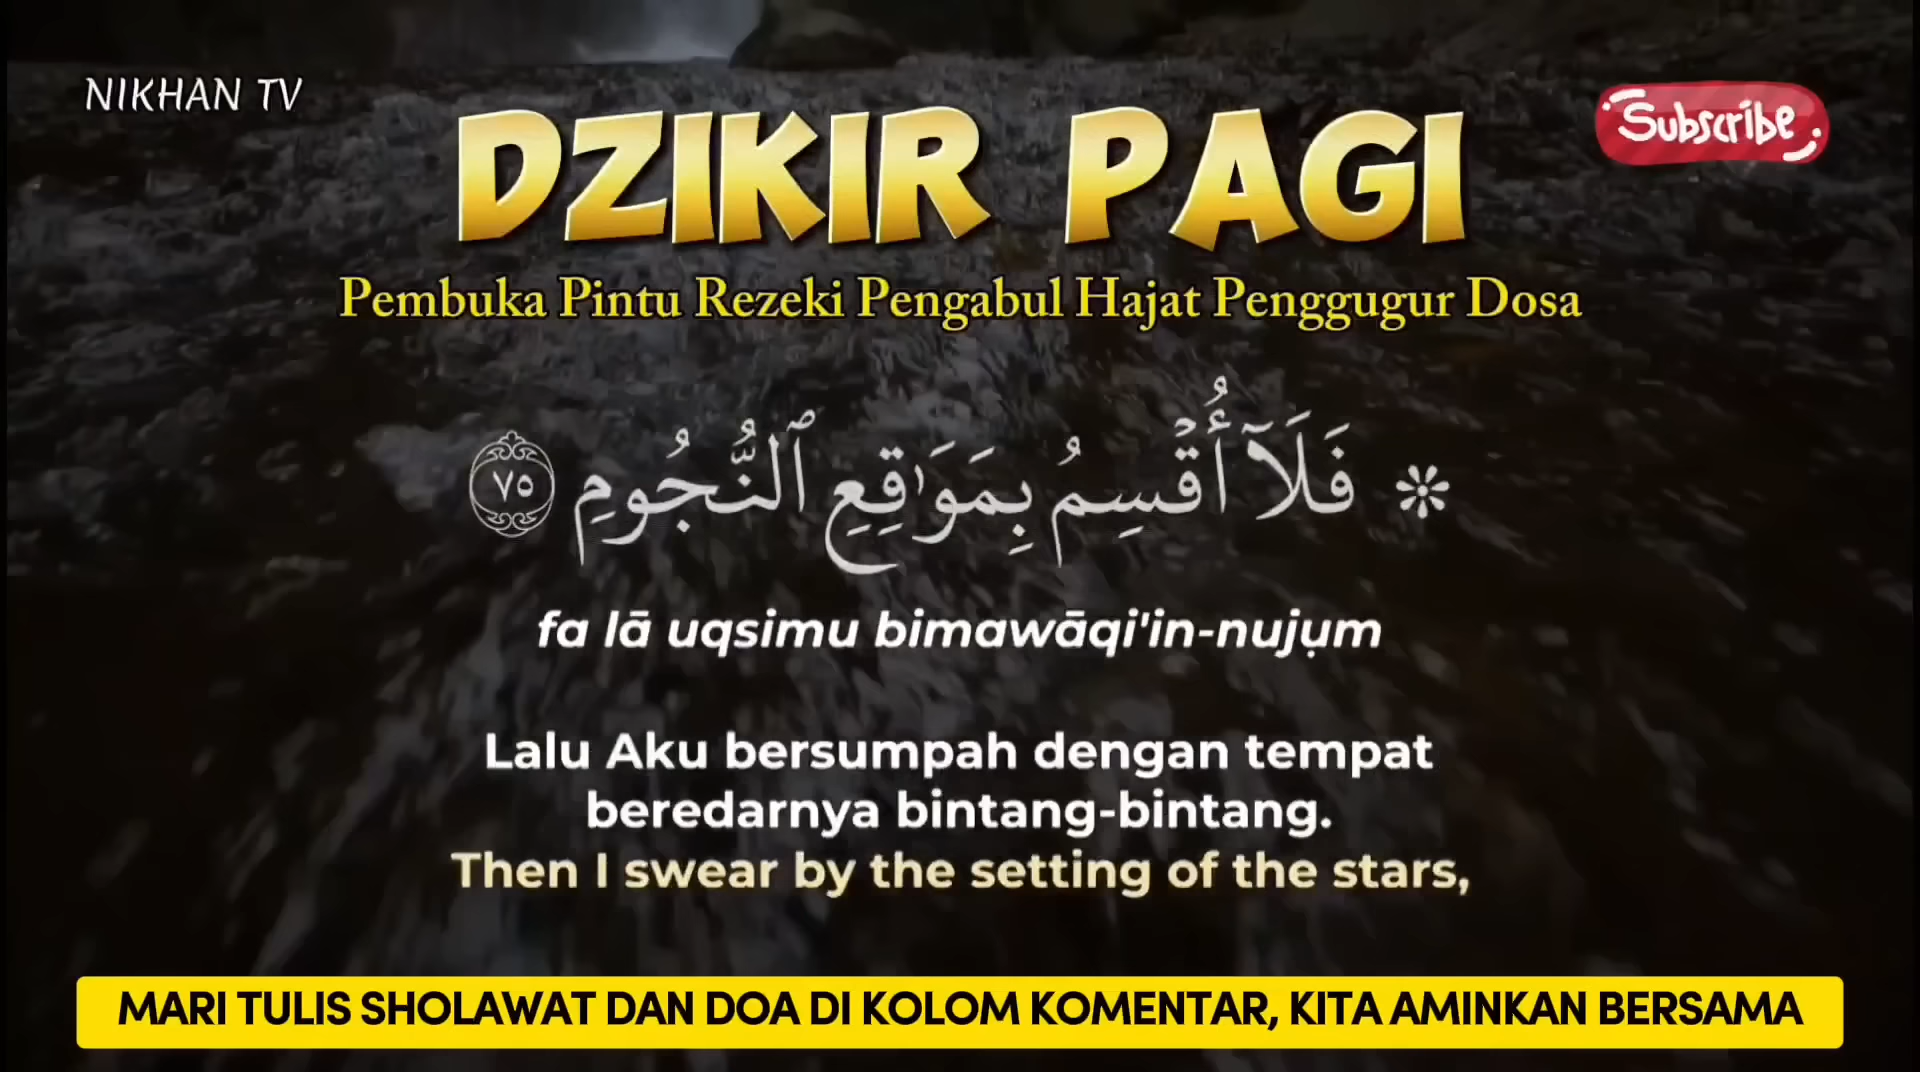 NIKHAN TV
Subscribe
DZIKIR PAGI
Pembuka Pintu Rezeki Pengabul Hajat Penggugur Dosa
۞ فَلَآ أُقْسِمُ بِمَوَٰقِعِ ٱلنُّجُومِ ٧٥
fa lā uqsimu bimawāqi'in-nujụm
Lalu Aku bersumpah dengan tempat
beredarnya bintang-bintang.
Then I swear by the setting of the stars,
MARI TULIS SHOLAWAT DAN DOA DI KOLOM KOMENTAR, KITA AMINKAN BERSAMA